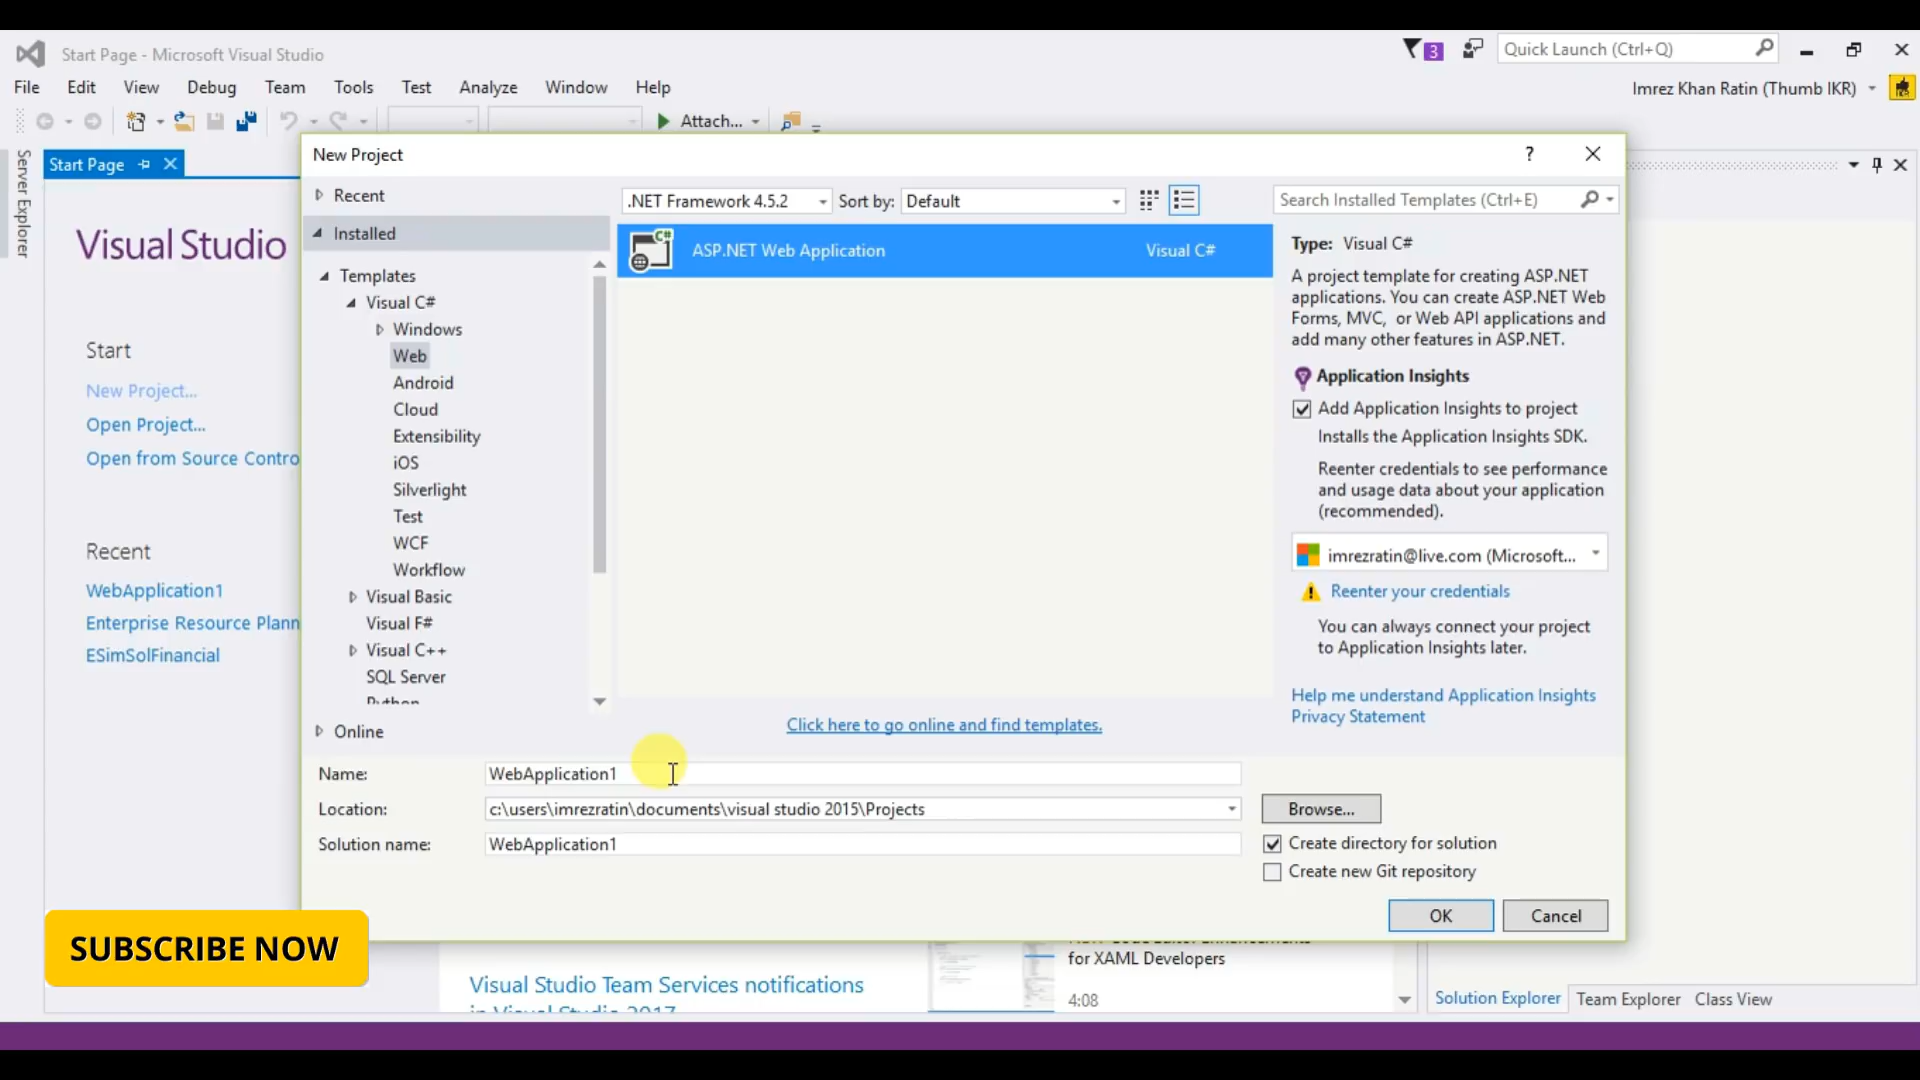 Start Page - Microsoft Visual Studio
3
Quick Launch (Ctrl+Q)
File Edit View Debug Team Tools Test Analyze Window Help
Imrez Khan Ratin (Thumb IKR)
Attach...
Server Explorer
Start Page
Visual Studio
Start
New Project...
Open Project...
Open from Source Contro
Recent
WebApplication1
Enterprise Resource Plann
ESimSolFinancial
New Project
?
Recent
Installed
Templates
Visual C#
Windows
Web
Android
Cloud
Extensibility
iOS
Silverlight
Test
WCF
Workflow
Visual Basic
Visual F#
Visual C++
SQL Server
Python
Online
.NET Framework 4.5.2
Sort by: Default
Search Installed Templates (Ctrl+E)
C#
ASP.NET Web Application
Visual C#
Click here to go online and find templates.
Type: Visual C#
A project template for creating ASP.NET
applications. You can create ASP.NET Web
Forms, MVC, or Web API applications and
add many other features in ASP.NET.
Application Insights
Add Application Insights to project
Installs the Application Insights SDK.
Reenter credentials to see performance
and usage data about your application
(recommended).
imrezratin@live.com (Microsoft...
Reenter your credentials
You can always connect your project
to Application Insights later.
Help me understand Application Insights
Privacy Statement
Name: WebApplication1
Location: c:\users\imrezratin\documents\visual studio 2015\Projects
Browse...
Solution name: WebApplication1
Create directory for solution
Create new Git repository
OK
Cancel
SUBSCRIBE NOW
Visual Studio Team Services notifications
in Visual Studio 2017
for XAML Developers
4:08
Solution Explorer Team Explorer Class View